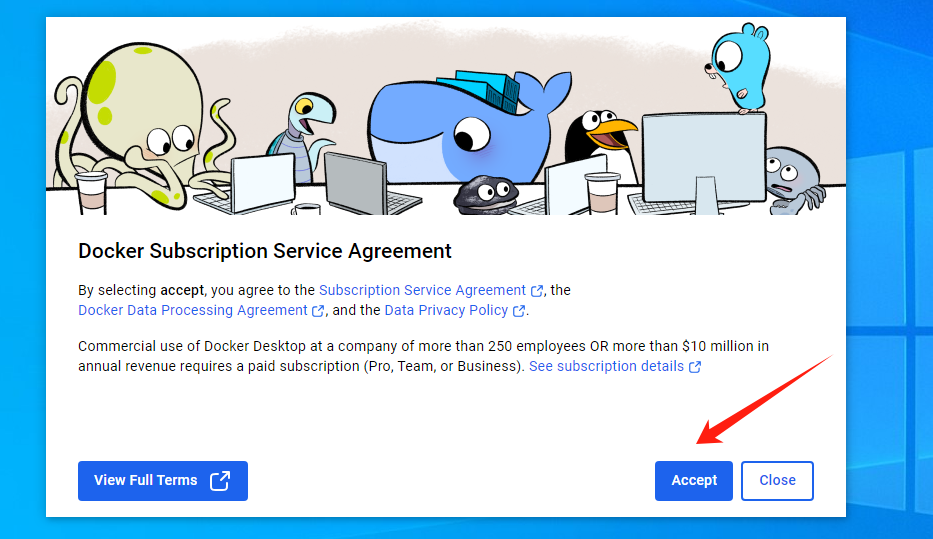 Docker Subscription Service Agreement
By selecting accept, you agree to the Subscription Service Agreement, the
Docker Data Processing Agreement, and the Data Privacy Policy.
Commercial use of Docker Desktop at a company of more than 250 employees OR more than $10 million in
annual revenue requires a paid subscription (Pro, Team, or Business). See subscription details
View Full Terms
Accept
Close